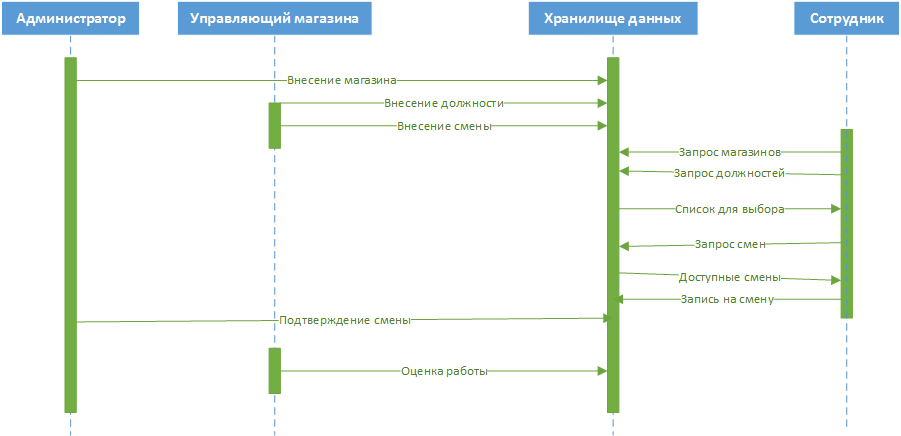 Администратор
Управляющий магазина
Хранилище данных
Сотрудник
Внесение магазина
Внесение должности
Внесение смены
Запрос магазинов
Запрос должностей
Список для выбора
Запрос смен
Доступные смены
Запись на смену
Подтверждение смены
Оценка работы